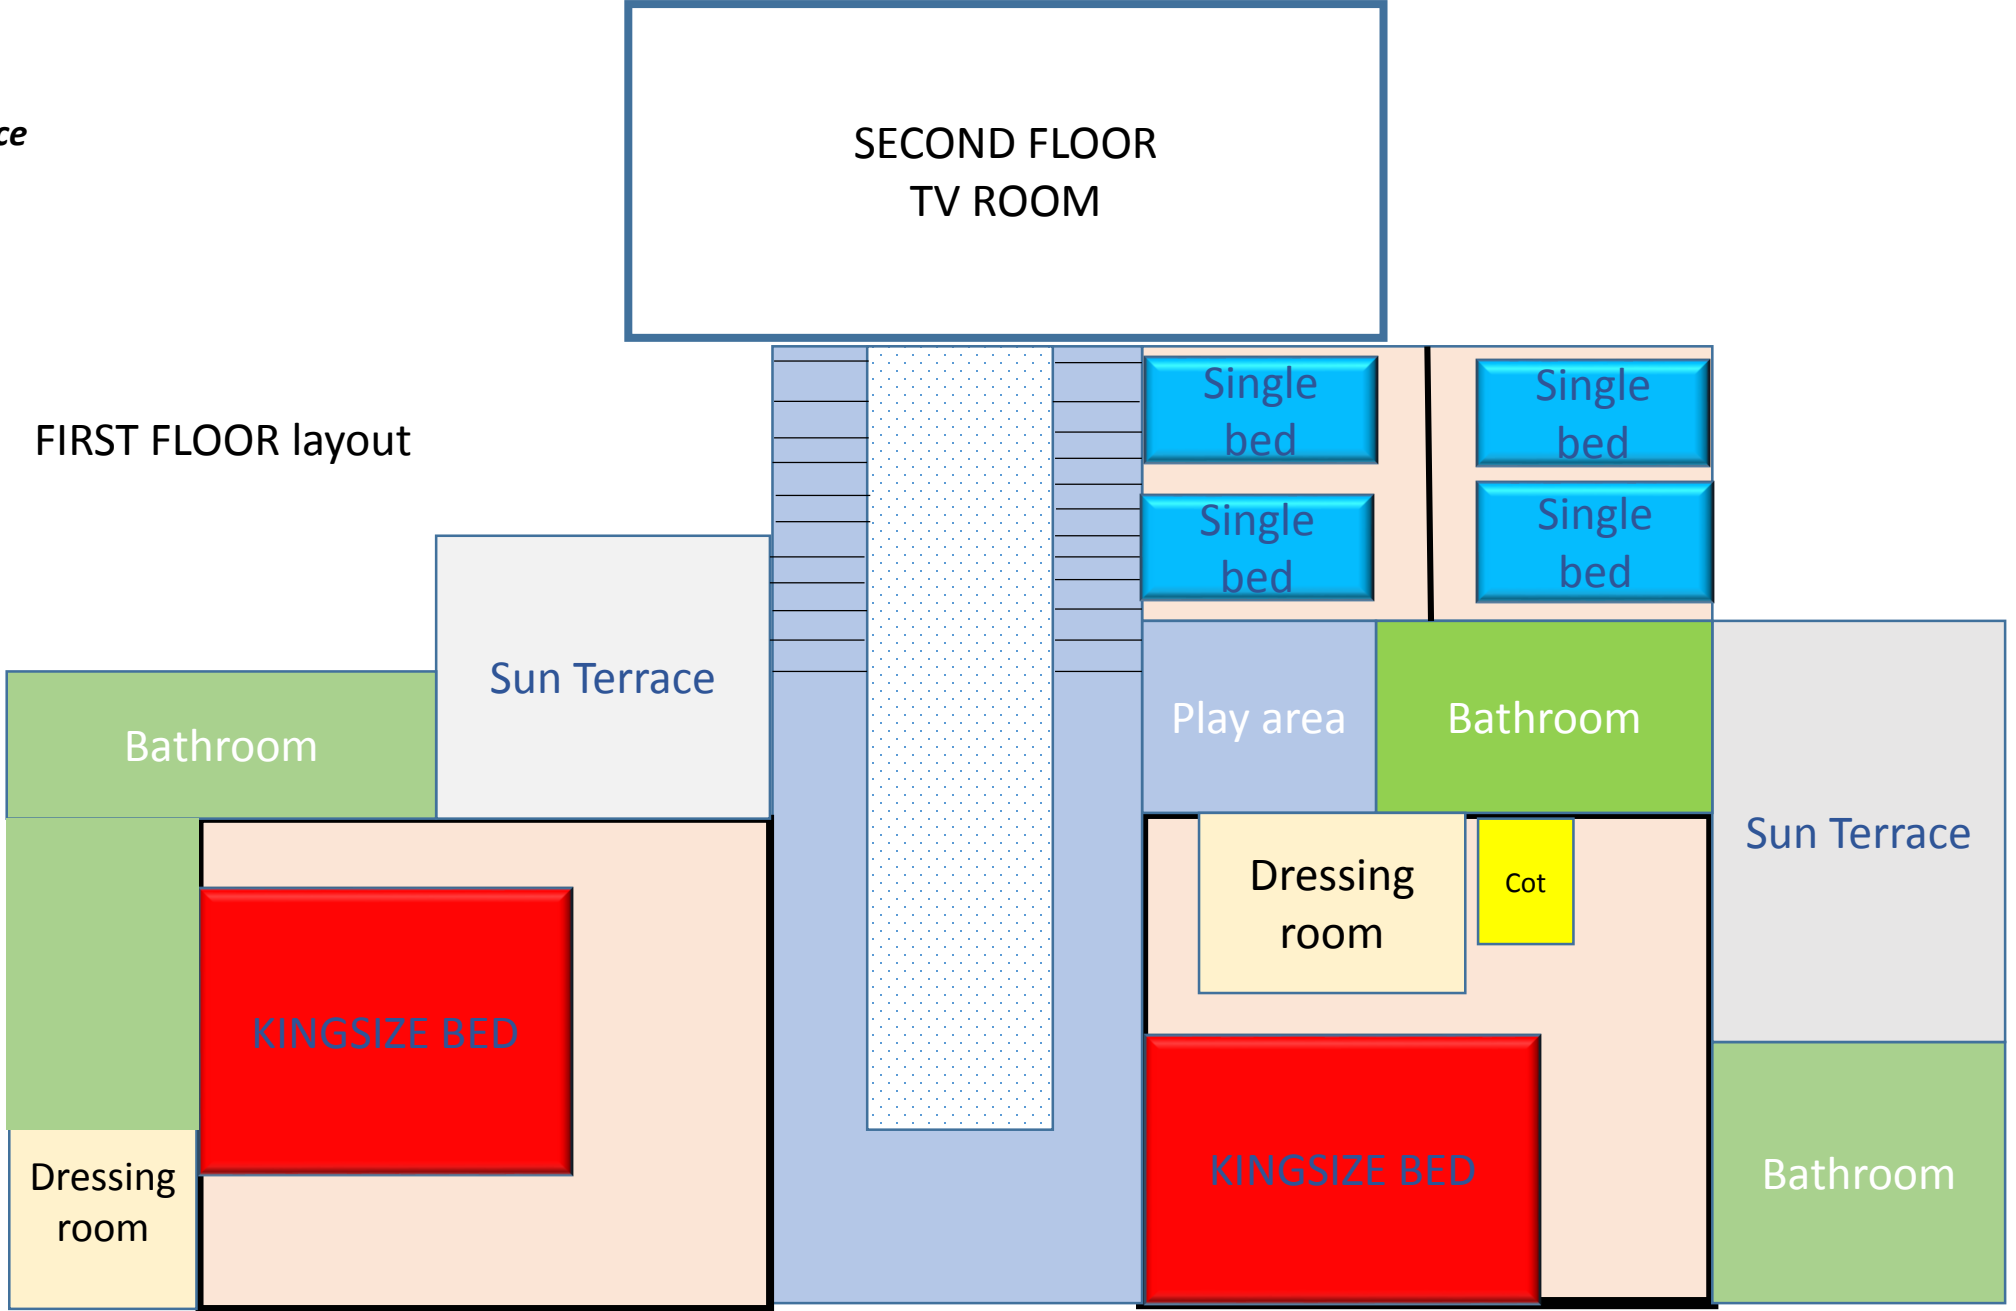 SECOND FLOOR
TV ROOM
ce
FIRST FLOOR layout
Single
bed
Single
bed
Single
bed
Single
bed
Sun Terrace
Bathroom
Play area
Bathroom
Sun Terrace
Dressing
room
Cot
KINGSIZE BED
KINGSIZE BED
Dressing
room
Bathroom